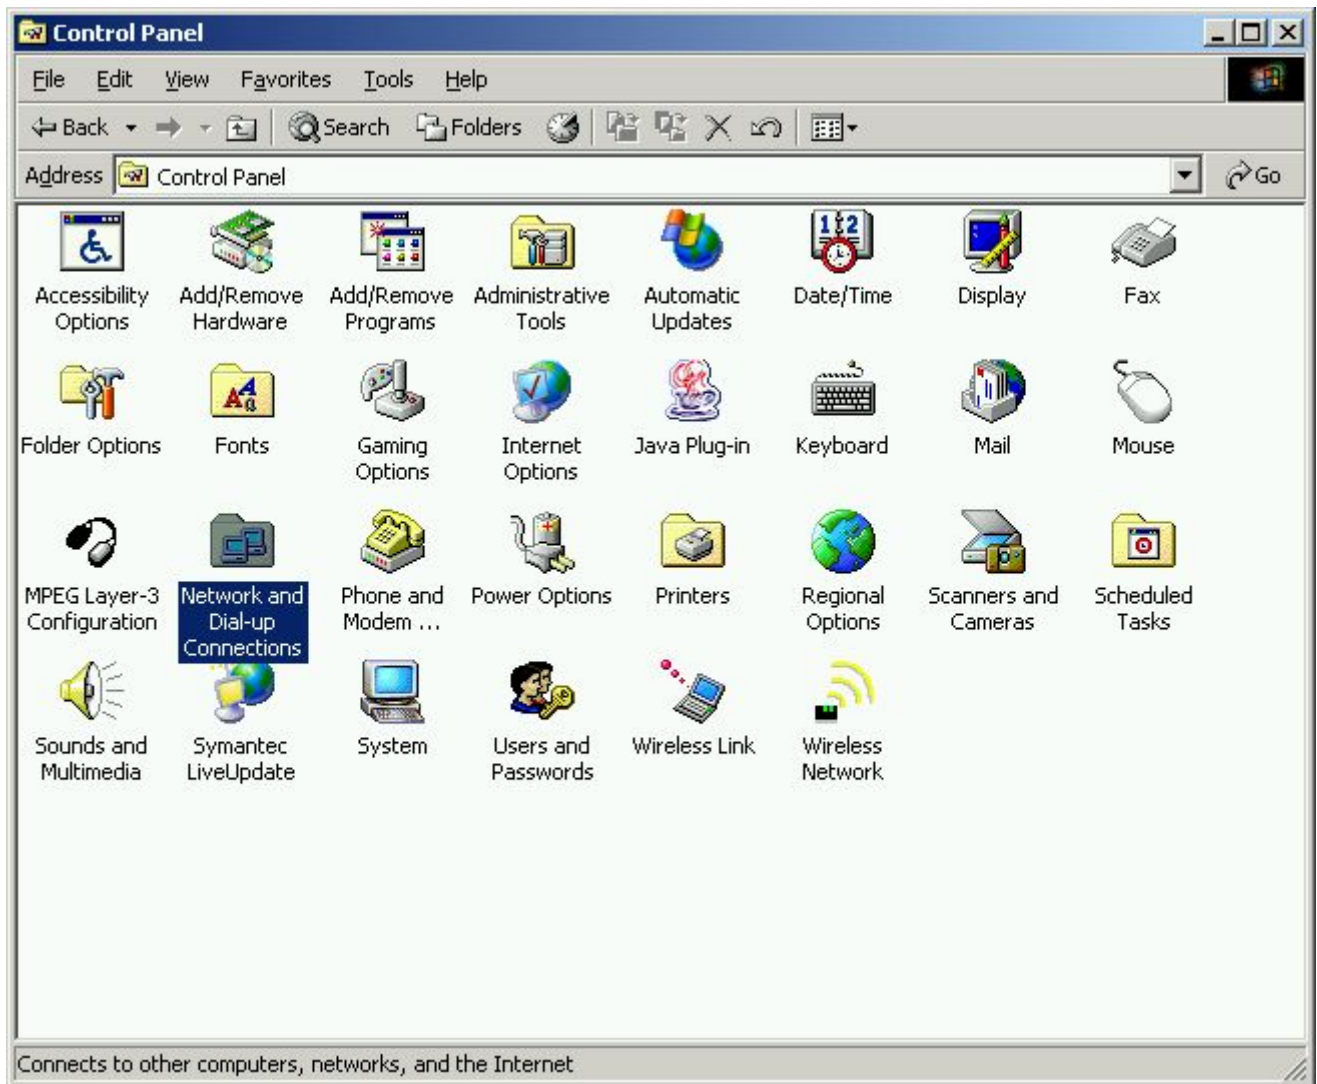 Control Panel
File Edit View Favorites Tools Help
Back Search Folders
Address Control Panel Go
1 12
Accessibility Options
Add/Remove Hardware
Add/Remove Programs
Administrative Tools
Automatic Updates
Date/Time
Display
Fax
Folder Options
Fonts
Gaming Options
Internet Options
Java Plug-in
Keyboard
Mail
Mouse
MPEG Layer-3 Configuration
Network and Dial-up Connections
Phone and Modem ...
Power Options
Printers
Regional Options
Scanners and Cameras
Scheduled Tasks
Sounds and Multimedia
Symantec LiveUpdate
System
Users and Passwords
Wireless Link
Wireless Network
Connects to other computers, networks, and the Internet